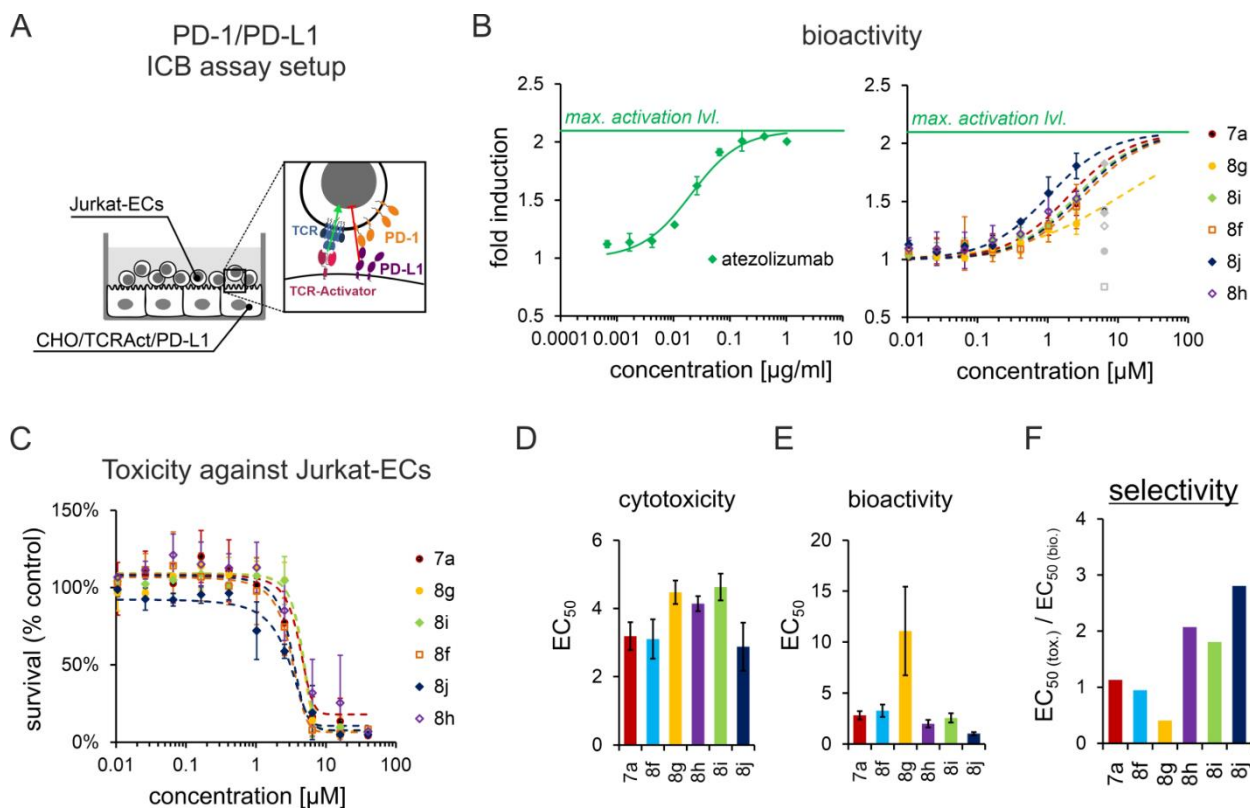 A
PD-1/PD-L1
ICB assay setup
Jurkat-ECs
CHO/TCRAct/PD-L1
TCR
PD-1
PD-L1
TCR-Activator
B
bioactivity
fold induction
2.5
2
1.5
1
0.5
max. activation lvl.
atezolizumab
0.0001 0.001 0.01 0.1 1 10
concentration [µg/ml]
2.5
2
1.5
1
0.5
max. activation lvl.
0.01 0.1 1 10 100
concentration [µM]
7a
8g
8i
8f
8j
8h
C
Toxicity against Jurkat-ECs
survival (% control)
150%
100%
50%
0%
0.01 0.1 1 10 100
concentration [µM]
7a
8g
8i
8f
8j
8h
D
cytotoxicity
EC50
6
4
2
0
7a 8f 8g 8h 8i 8j
E
bioactivity
EC50
20
15
10
5
0
7a 8f 8g 8h 8i 8j
F
selectivity
EC50 (tox.) / EC50 (bio.)
4
3
2
1
0
7a 8f 8g 8h 8i 8j